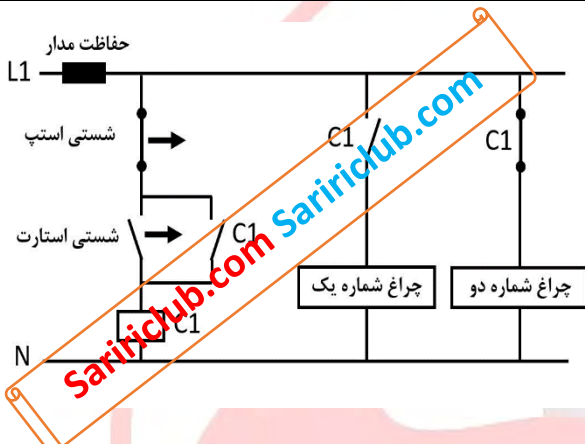 حفاظت مدار
L1
شستی استپ
C1
C1
شستی استارت
C1
چراغ شماره یک
چراغ شماره دو
C1
N
Saririclub.com Saririclub.com